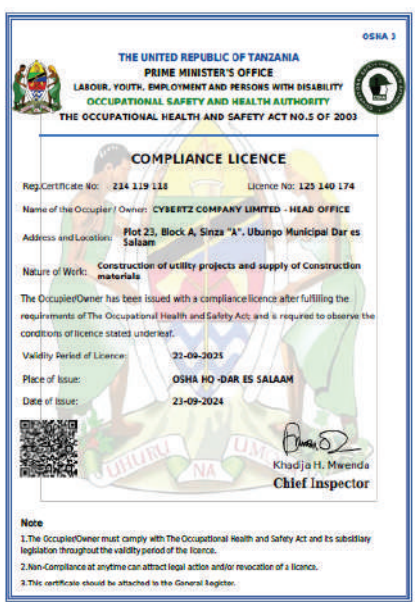 OSHA 3
THE UNITED REPUBLIC OF TANZANIA
PRIME MINISTER'S OFFICE
LABOUR, YOUTH, EMPLOYMENT AND PERSONS WITH DISABILITY
OCCUPATIONAL SAFETY AND HEALTH AUTHORITY
THE OCCUPATIONAL HEALTH AND SAFETY ACT NO.5 OF 2003
COMPLIANCE LICENCE
Reg.Certificate No: 214 119 118 Licence No: 125 140 174
Name of the Occupier / Owner: CYBERTZ COMPANY LIMITED - HEAD OFFICE
Address and Location: Plot 23, Block A, Sinza "A". Ubungo Municipal Dar es
Salaam
Nature of Work: Construction of utility projects and supply of Construction
materials
The Occupier/Owner has been issued with a compliance licence after fulfilling the
requirements of The Occupational Health and Safety Act; and is required to observe the
conditions of licence stated underleaf.
Validity Period of Licence: 22-09-2025
Place of Issue: OSHA HQ -DAR ES SALAAM
Date of Issue: 23-09-2024
UHURU NA UMOJA
Khadija H. Mwenda
Chief Inspector
Note
1.The Occupier/Owner must comply with The Occupational Health and Safety Act and its subsidiary
legislation throughout the validity period of the licence.
2.Non-Compliance at anytime can attract legal action and/or revocation of a licence.
3.This certificate should be attached to the General Register.